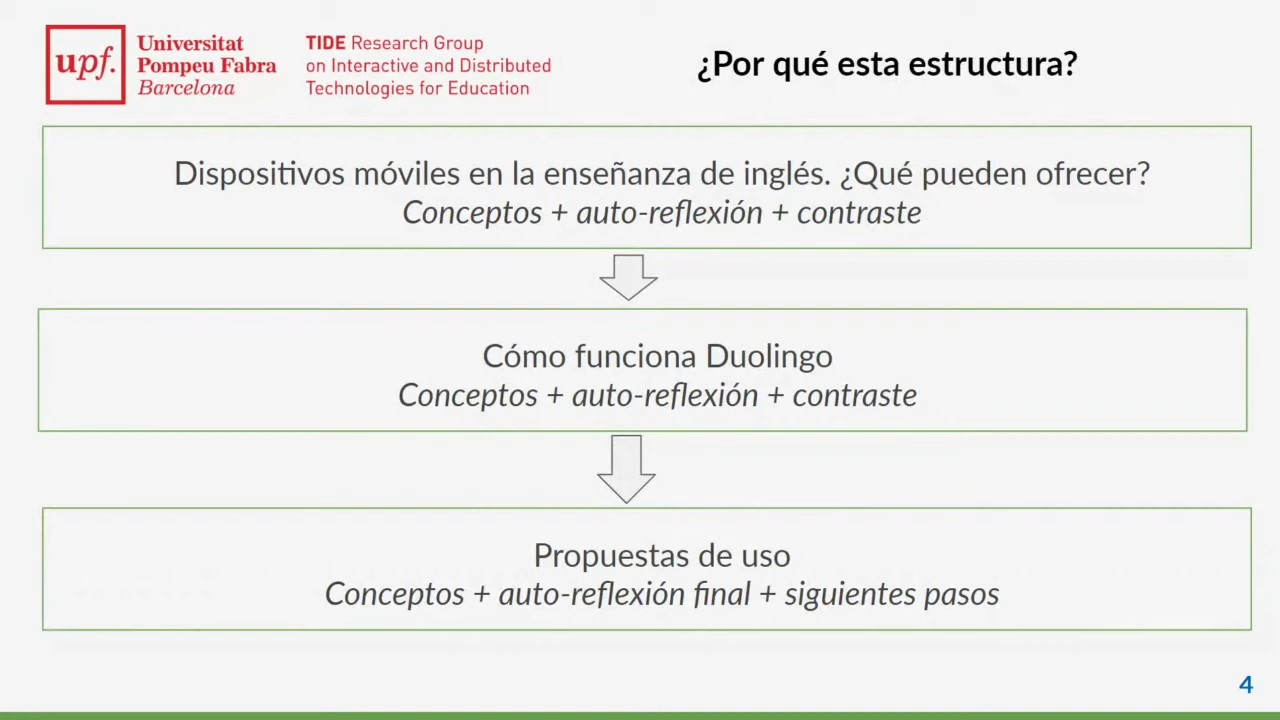 upf.
Universitat
Pompeu Fabra
Barcelona
TIDE Research Group
on Interactive and Distributed
Technologies for Education
¿Por qué esta estructura?
Dispositivos móviles en la enseñanza de inglés. ¿Qué pueden ofrecer?
Conceptos + auto-reflexión + contraste
Cómo funciona Duolingo
Conceptos + auto-reflexión + contraste
Propuestas de uso
Conceptos + auto-reflexión final + siguientes pasos
4